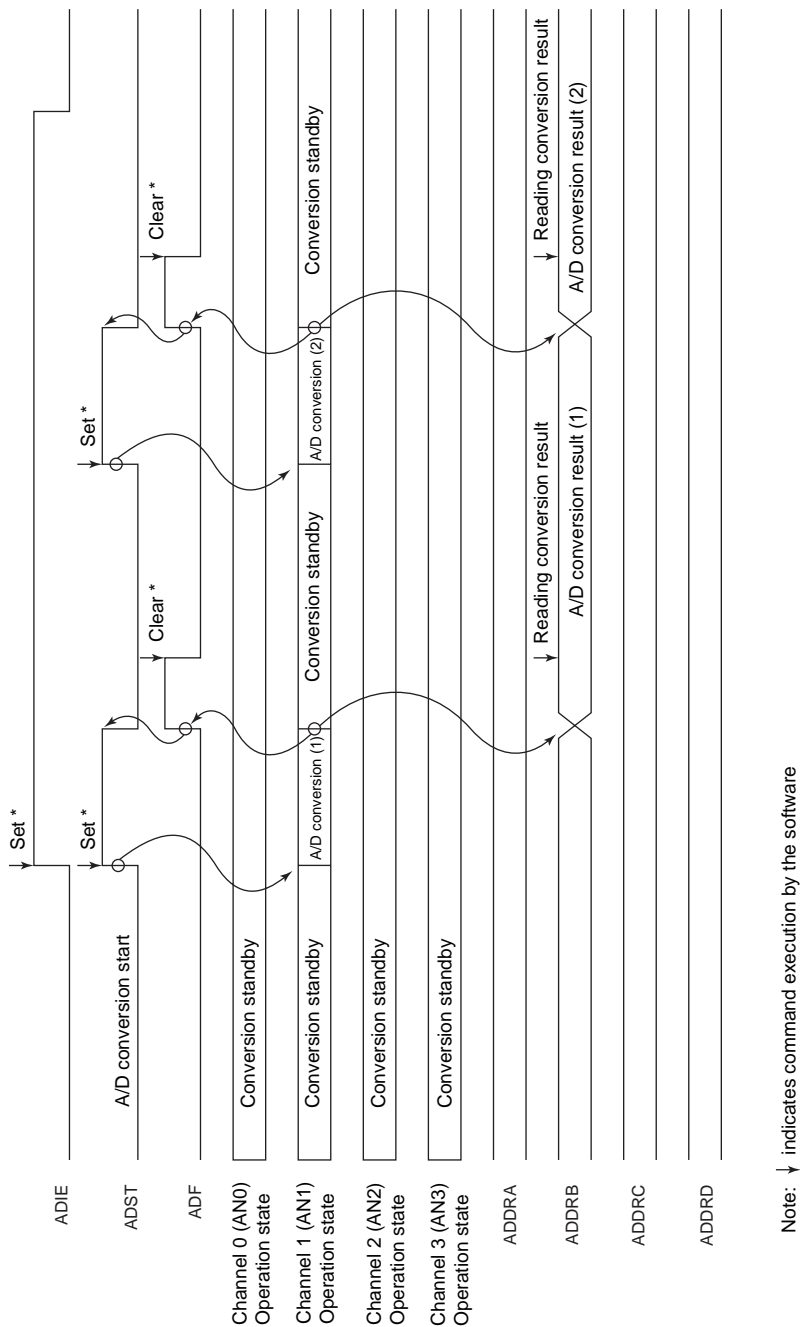 ADIE
Set *
ADST
A/D conversion start
Set *
Set *
ADF
Clear *
Clear *
Channel 0 (AN0)
Operation state
Conversion standby
Channel 1 (AN1)
Operation state
Conversion standby
A/D conversion (1)
Conversion standby
A/D conversion (2)
Conversion standby
Channel 2 (AN2)
Operation state
Conversion standby
Channel 3 (AN3)
Operation state
Conversion standby
ADDRA
Reading conversion result
Reading conversion result
ADDRB
A/D conversion result (1)
A/D conversion result (2)
ADDRC
ADDRD
Note: indicates command execution by the software